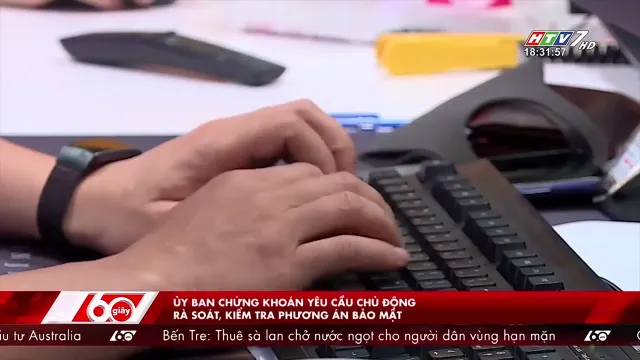 HTV7 HD
18:31:57
60 giây
ỦY BAN CHỨNG KHOÁN YÊU CẦU CHỦ ĐỘNG
RÀ SOÁT, KIỂM TRA PHƯƠNG ÁN BẢO MẬT
tư Australia 60 Bến Tre: Thuê sà lan chở nước ngọt cho người dân vùng hạn mặn 60